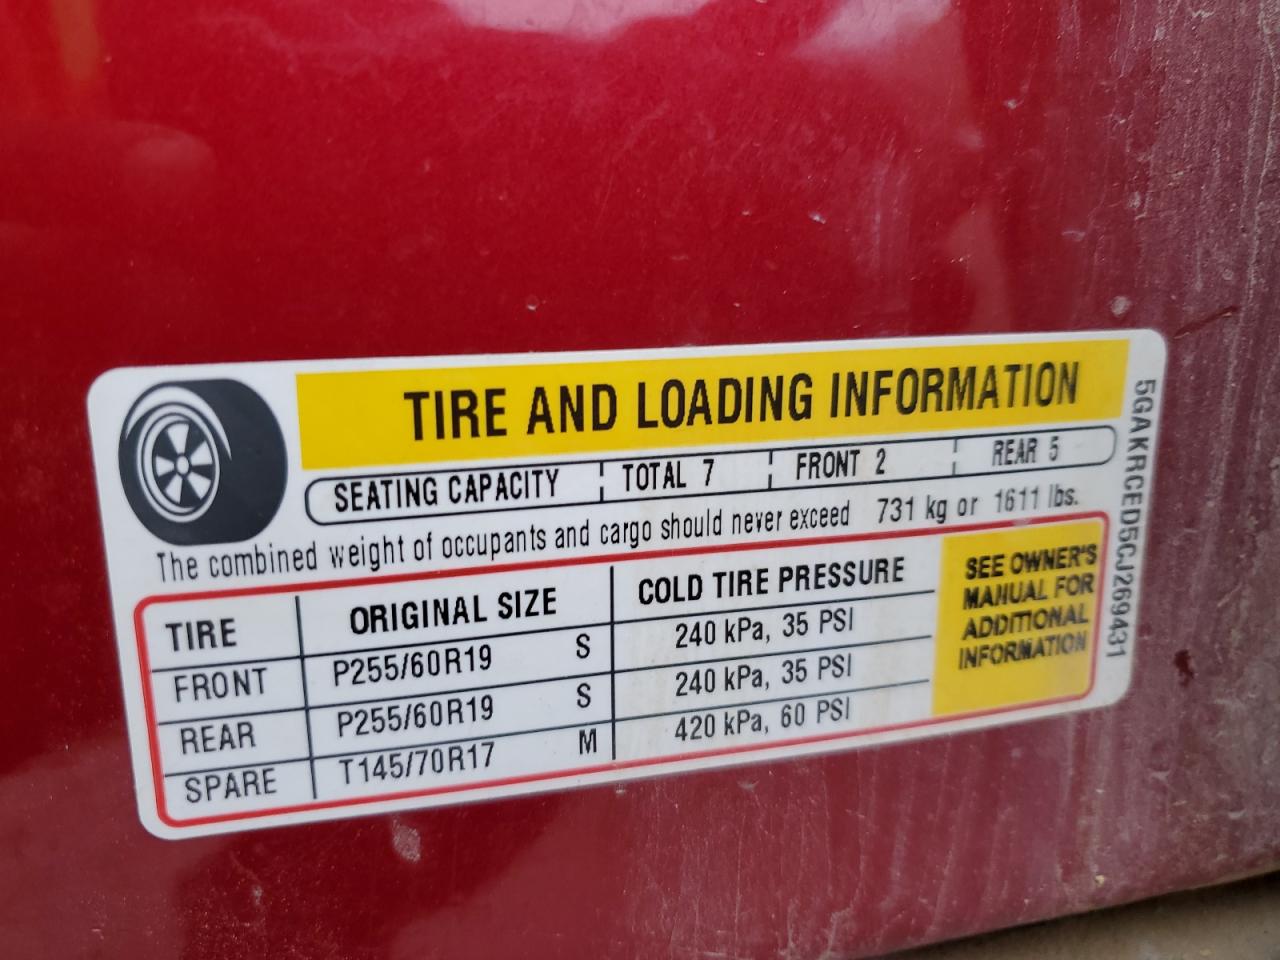 TIRE AND LOADING INFORMATION
SEATING CAPACITY TOTAL 7 FRONT 2 REAR 5
The combined weight of occupants and cargo should never exceed 731 kg or 1611 lbs.
TIRE ORIGINAL SIZE COLD TIRE PRESSURE
FRONT P255/60R19 S 240 kPa, 35 PSI
REAR P255/60R19 S 240 kPa, 35 PSI
SPARE T145/70R17 M 420 kPa, 60 PSI
SEE OWNER'S
MANUAL FOR
ADDITIONAL
INFORMATION
5GAKRCED5CJ269431